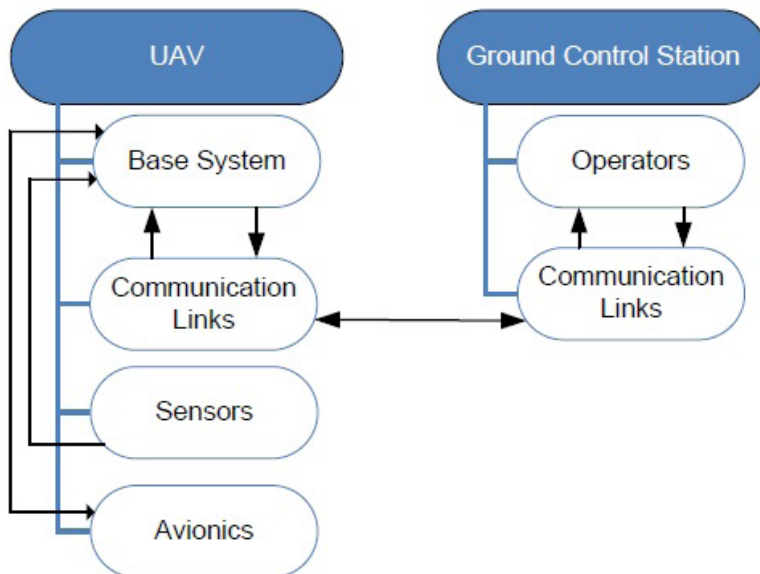 UAV
Ground Control Station
Base System
Operators
Communication
Links
Communication
Links
Sensors
Avionics